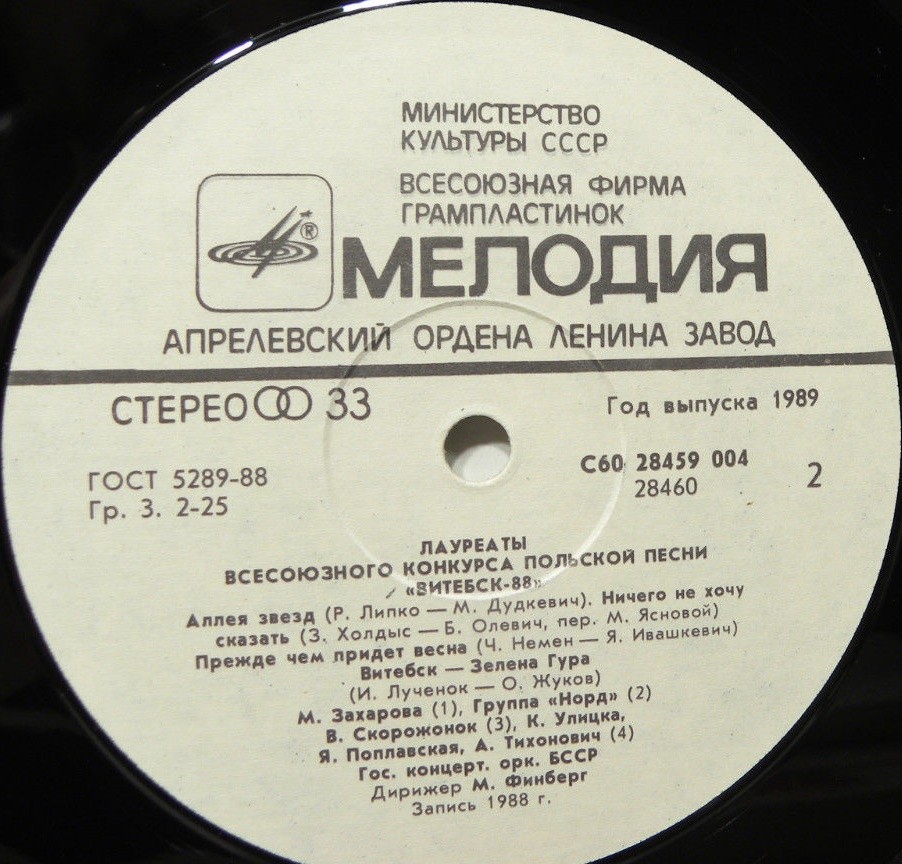 МИНИСТЕРСТВО
КУЛЬТУРЫ СССР
ВСЕСОЮЗНАЯ ФИРМА
ГРАМПЛАСТИНОК
®
МЕЛОДИЯ
АПРЕЛЕВСКИЙ ОРДЕНА ЛЕНИНА ЗАВОД
СТЕРЕО 33
Год выпуска 1989
ГОСТ 5289-88
Гр. 3. 2-25
С60 28459 004
28460
2
ЛАУРЕАТЫ
ВСЕСОЮЗНОГО КОНКУРСА ПОЛЬСКОЙ ПЕСНИ
«ВИТЕБСК-88»
Аллея звезд (Р. Липко — М. Дудкевич). Ничего не хочу
сказать (З. Холдыс — Б. Олевич, пер. М. Ясновой)
Прежде чем придет весна (Ч. Немен — Я. Ивашкевич)
Витебск — Зелена Гура
(И. Лученок — О. Жуков)
М. Захарова (1), Группа «Норд» (2)
В. Скорожонок (3), К. Улицка,
Я. Поплавская, А. Тихонович (4)
Гос. концерт. орк. БССР
Дирижер М. Финберг
Запись 1988 г.